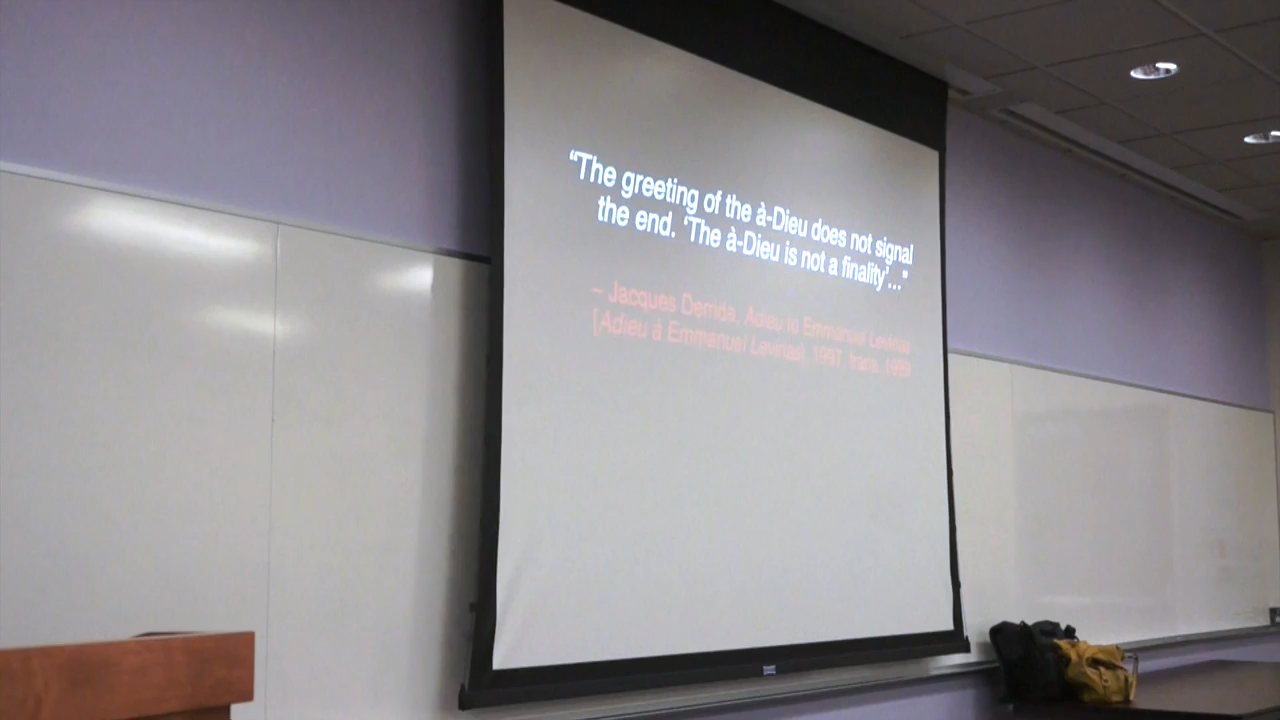 “The greeting of the à-Dieu does not signal
the end. ‘The à-Dieu is not a finality’...”
– Jacques Derrida, Adieu to Emmanuel Levinas
[Adieu à Emmanuel Levinas], 1997, trans. 1999